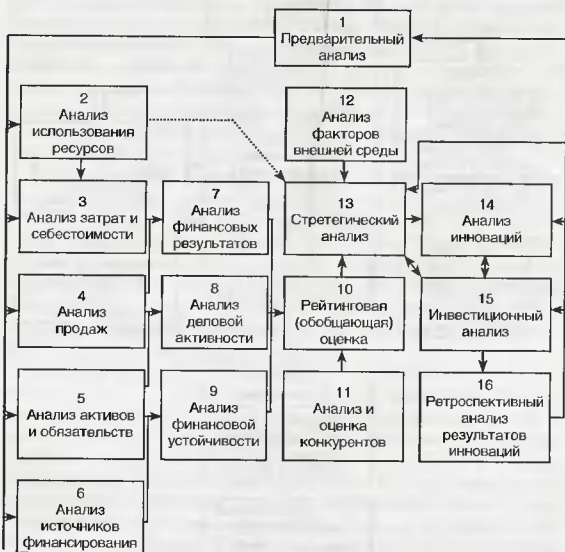 1
Предварительный
анализ
2
Анализ
использования
ресурсов
12
Анализ
факторов
внешней среды
3
Анализ затрат и
себестоимости
7
Анализ
финансовых
результатов
13
Стретегический
анализ
14
Анализ
инноваций
4
Анализ
продаж
8
Анализ
деловой
активности
10
Рейтинговая
(обобщающая)
оценка
15
Инвестиционный
анализ
5
Анализ активов
и обязательств
9
Анализ
финансовой
устойчивости
11
Анализ и
оценка
конкурентов
16
Ретроспективный
анализ
результатов
инноваций
6
Анализ
источников
финансирования